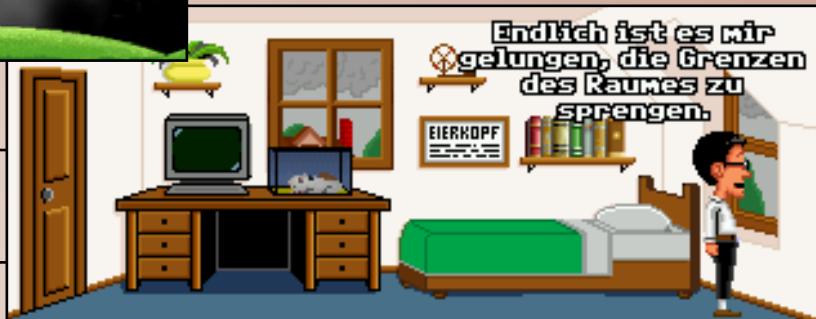 Endlich ist es mir
gelungen, die Grenzen
des Raumes zu
sprengen.
EIERKOPF